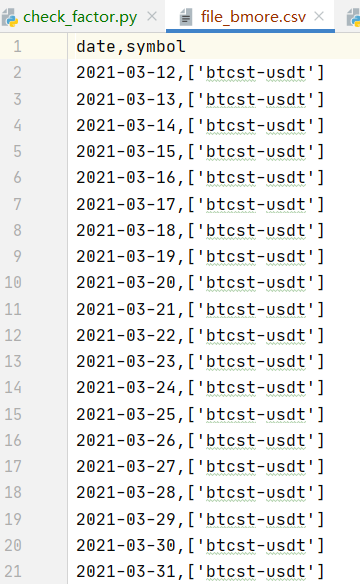 check_factor.py file_bmore.csv
1 date,symbol
2 2021-03-12,['btcst-usdt']
3 2021-03-13,['btcst-usdt']
4 2021-03-14,['btcst-usdt']
5 2021-03-15,['btcst-usdt']
6 2021-03-16,['btcst-usdt']
7 2021-03-17,['btcst-usdt']
8 2021-03-18,['btcst-usdt']
9 2021-03-19,['btcst-usdt']
10 2021-03-20,['btcst-usdt']
11 2021-03-21,['btcst-usdt']
12 2021-03-22,['btcst-usdt']
13 2021-03-23,['btcst-usdt']
14 2021-03-24,['btcst-usdt']
15 2021-03-25,['btcst-usdt']
16 2021-03-26,['btcst-usdt']
17 2021-03-27,['btcst-usdt']
18 2021-03-28,['btcst-usdt']
19 2021-03-29,['btcst-usdt']
20 2021-03-30,['btcst-usdt']
21 2021-03-31,['btcst-usdt']